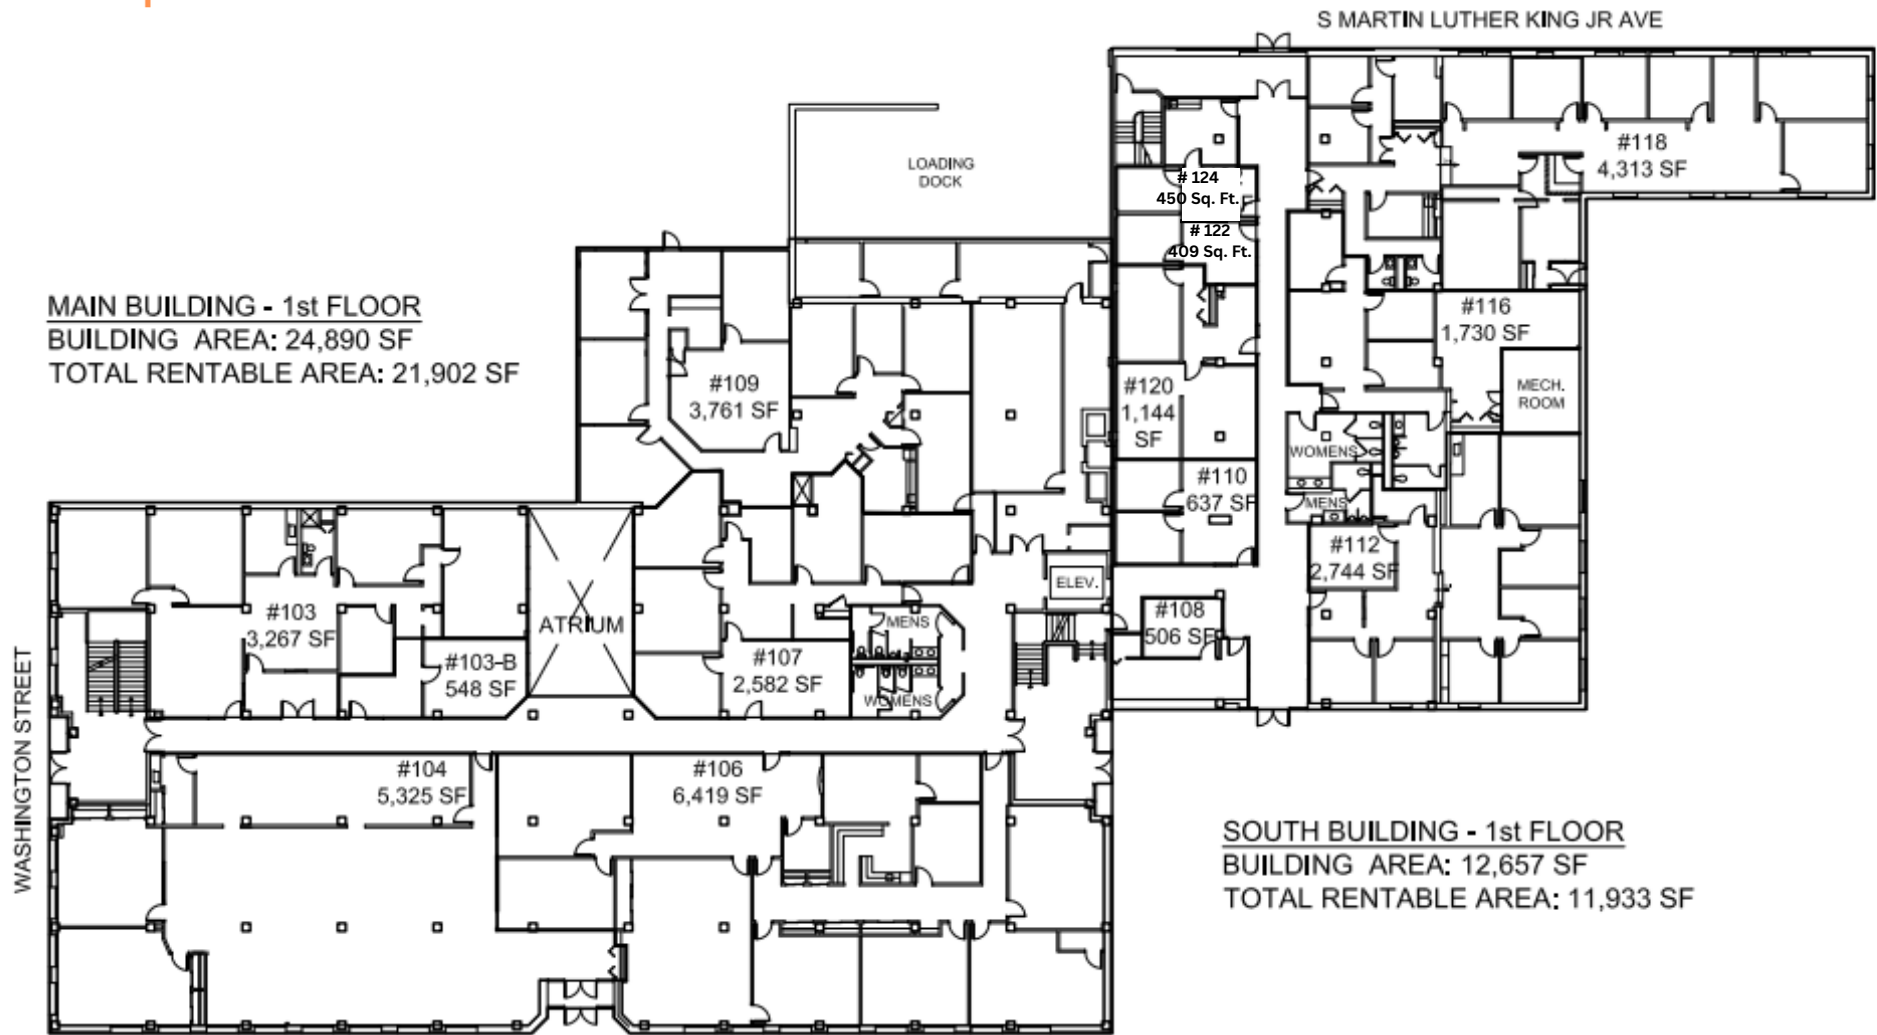 S MARTIN LUTHER KING JR AVE
LOADING
DOCK
#118
4,313 SF
# 124
450 Sq. Ft.
# 122
409 Sq. Ft.
MAIN BUILDING - 1st FLOOR
BUILDING AREA: 24,890 SF
TOTAL RENTABLE AREA: 21,902 SF
#116
1,730 SF
#109
3,761 SF
#120
1,144
SF
MECH.
ROOM
WOMENS
#110
637 SF
MENS
#112
2,744 SF
ELEV.
#103
3,267 SF
ATRIUM
MENS
#108
506 SF
#103-B
548 SF
#107
2,582 SF
WOMENS
WASHINGTON STREET
#104
5,325 SF
#106
6,419 SF
SOUTH BUILDING - 1st FLOOR
BUILDING AREA: 12,657 SF
TOTAL RENTABLE AREA: 11,933 SF